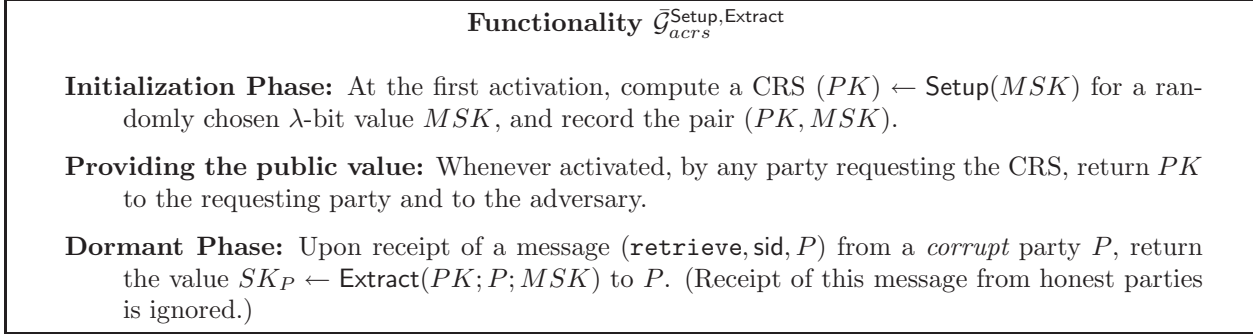 Functionality $\bar{\mathcal{G}}_{acrs}^{\mathsf{Setup,Extract}}$
Initialization Phase: At the first activation, compute a CRS (PK) ← Setup(MSK) for a ran-
domly chosen λ-bit value MSK, and record the pair (PK, MSK).
Providing the public value: Whenever activated, by any party requesting the CRS, return PK
to the requesting party and to the adversary.
Dormant Phase: Upon receipt of a message (retrieve, sid, P) from a corrupt party P, return
the value SK_P ← Extract(PK; P; MSK) to P. (Receipt of this message from honest parties
is ignored.)